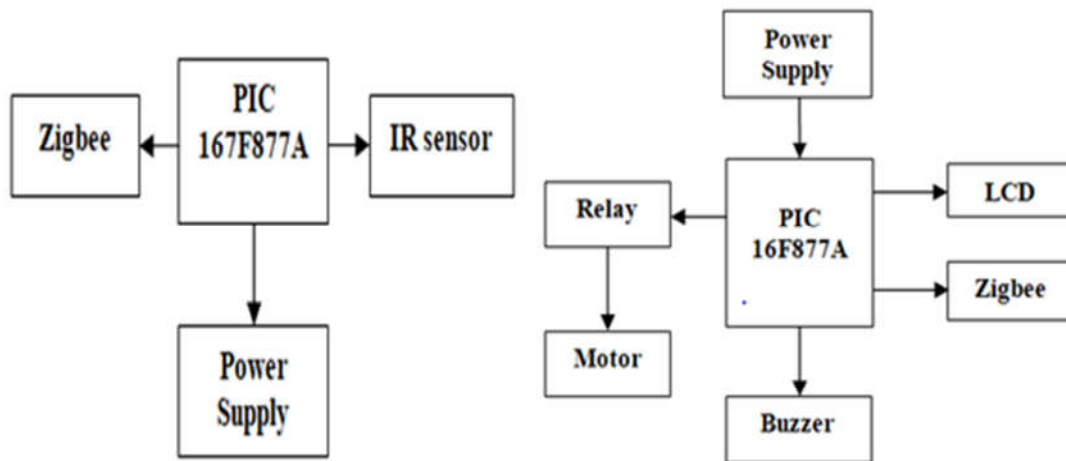 Zigbee
PIC
167F877A
IR sensor
Power
Supply
Power
Supply
Relay
PIC
16F877A
LCD
Zigbee
Motor
Buzzer